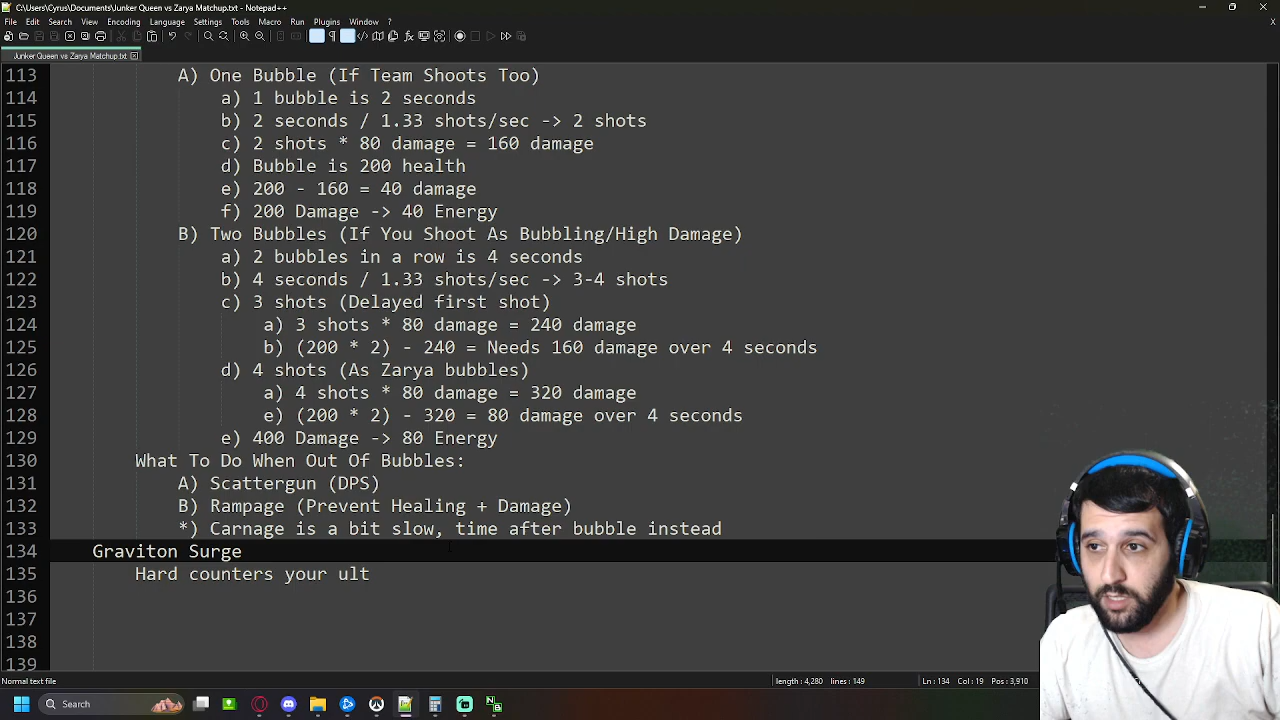 C:\Users\Cyrus\Documents\Junker Queen vs Zarya Matchup.txt - Notepad++
File Edit Search View Encoding Language Settings Tools Macro Run Plugins Window ?
Junker Queen vs Zarya Matchup.txt
113 A) One Bubble (If Team Shoots Too)
114 a) 1 bubble is 2 seconds
115 b) 2 seconds / 1.33 shots/sec -> 2 shots
116 c) 2 shots * 80 damage = 160 damage
117 d) Bubble is 200 health
118 e) 200 - 160 = 40 damage
119 f) 200 Damage -> 40 Energy
120 B) Two Bubbles (If You Shoot As Bubbling/High Damage)
121 a) 2 bubbles in a row is 4 seconds
122 b) 4 seconds / 1.33 shots/sec -> 3-4 shots
123 c) 3 shots (Delayed first shot)
124 a) 3 shots * 80 damage = 240 damage
125 b) (200 * 2) - 240 = Needs 160 damage over 4 seconds
126 d) 4 shots (As Zarya bubbles)
127 a) 4 shots * 80 damage = 320 damage
128 e) (200 * 2) - 320 = 80 damage over 4 seconds
129 e) 400 Damage -> 80 Energy
130 What To Do When Out Of Bubbles:
131 A) Scattergun (DPS)
132 B) Rampage (Prevent Healing + Damage)
133 *) Carnage is a bit slow, time after bubble instead
134 Graviton Surge
135 Hard counters your ult
136
137
138
139
Normal text file length : 4,280 lines : 149 Ln : 134 Col : 19 Pos : 3,910
Search